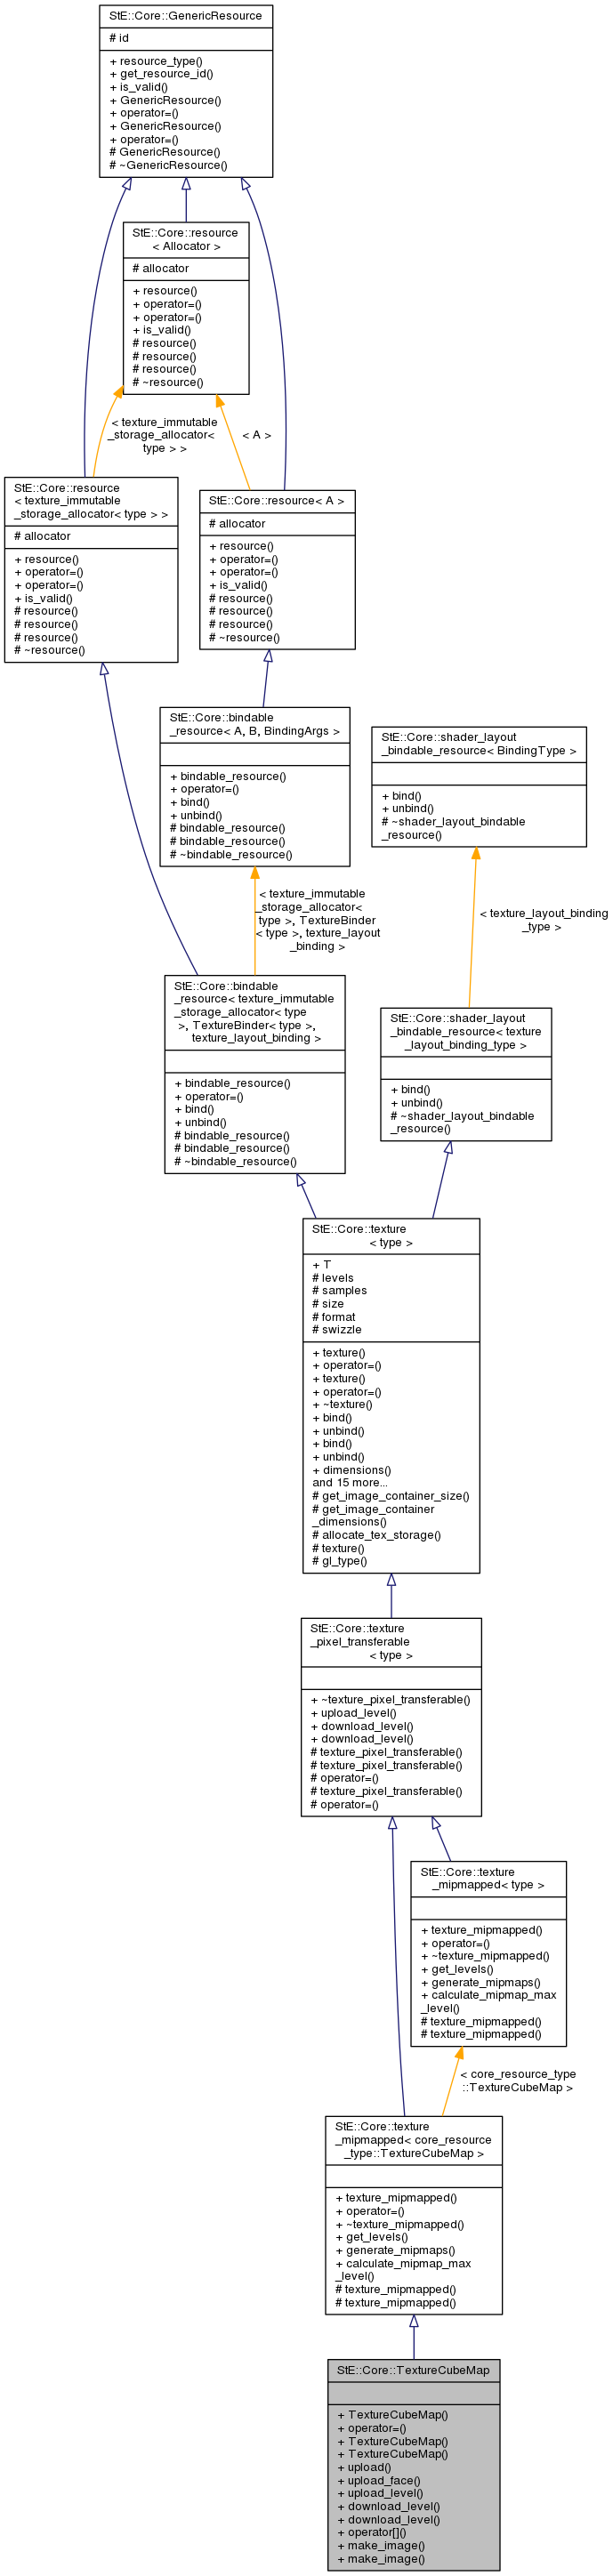 StE::Core::GenericResource
# id
+ resource_type()
+ get_resource_id()
+ is_valid()
+ GenericResource()
+ operator=()
+ GenericResource()
+ operator=()
# GenericResource()
# ~GenericResource()
StE::Core::resource
< Allocator >
# allocator
+ resource()
+ operator=()
+ operator=()
+ is_valid()
# resource()
# resource()
# resource()
# ~resource()
< texture_immutable
_storage_allocator<
type > >
< A >
StE::Core::resource
< texture_immutable
_storage_allocator< type > >
# allocator
+ resource()
+ operator=()
+ operator=()
+ is_valid()
# resource()
# resource()
# resource()
# ~resource()
StE::Core::resource< A >
# allocator
+ resource()
+ operator=()
+ operator=()
+ is_valid()
# resource()
# resource()
# resource()
# ~resource()
StE::Core::bindable
_resource< A, B, BindingArgs >
+ bindable_resource()
+ operator=()
+ bind()
+ unbind()
# bindable_resource()
# bindable_resource()
# ~bindable_resource()
StE::Core::shader_layout
_bindable_resource< BindingType >
+ bind()
+ unbind()
# ~shader_layout_bindable
_resource()
< texture_immutable
_storage_allocator<
type >, TextureBinder
< type >, texture_layout
_binding >
< texture_layout_binding
_type >
StE::Core::bindable
_resource< texture_immutable
_storage_allocator< type
>, TextureBinder< type >,
texture_layout_binding >
+ bindable_resource()
+ operator=()
+ bind()
+ unbind()
# bindable_resource()
# bindable_resource()
# ~bindable_resource()
StE::Core::shader_layout
_bindable_resource< texture
_layout_binding_type >
+ bind()
+ unbind()
# ~shader_layout_bindable
_resource()
StE::Core::texture
< type >
+ T
# levels
# samples
# size
# format
# swizzle
+ texture()
+ operator=()
+ texture()
+ operator=()
+ ~texture()
+ bind()
+ unbind()
+ bind()
+ unbind()
+ dimensions()
and 15 more...
# get_image_container_size()
# get_image_container
_dimensions()
# allocate_tex_storage()
# texture()
# gl_type()
StE::Core::texture
_pixel_transferable
< type >
+ ~texture_pixel_transferable()
+ upload_level()
+ download_level()
+ download_level()
# texture_pixel_transferable()
# texture_pixel_transferable()
# operator=()
# texture_pixel_transferable()
# operator=()
StE::Core::texture
_mipmapped< type >
+ texture_mipmapped()
+ operator=()
+ ~texture_mipmapped()
+ get_levels()
+ generate_mipmaps()
+ calculate_mipmap_max
_level()
# texture_mipmapped()
# texture_mipmapped()
< core_resource_type
::TextureCubeMap >
StE::Core::texture
_mipmapped< core_resource
_type::TextureCubeMap >
+ texture_mipmapped()
+ operator=()
+ ~texture_mipmapped()
+ get_levels()
+ generate_mipmaps()
+ calculate_mipmap_max
_level()
# texture_mipmapped()
# texture_mipmapped()
StE::Core::TextureCubeMap
+ TextureCubeMap()
+ operator=()
+ TextureCubeMap()
+ TextureCubeMap()
+ upload()
+ upload_face()
+ upload_level()
+ download_level()
+ download_level()
+ operator[]()
+ make_image()
+ make_image()